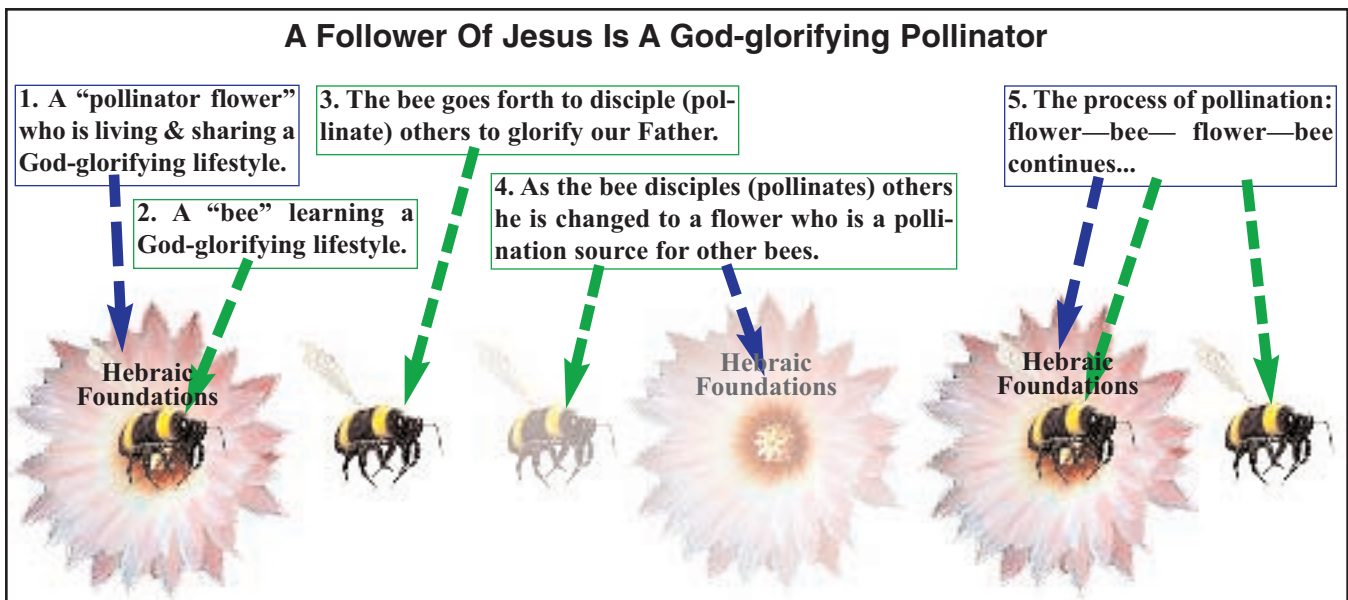 A Follower Of Jesus Is A God-glorifying Pollinator
1. A “pollinator flower”
who is living & sharing a
God-glorifying lifestyle.
2. A “bee” learning a
God-glorifying lifestyle.
3. The bee goes forth to disciple (pol-
linate) others to glorify our Father.
4. As the bee disciples (pollinates) others
he is changed to a flower who is a polli-
nation source for other bees.
5. The process of pollination:
flower—bee— flower—bee
continues...
Hebraic
Foundations
Hebraic
Foundations
Hebraic
Foundations